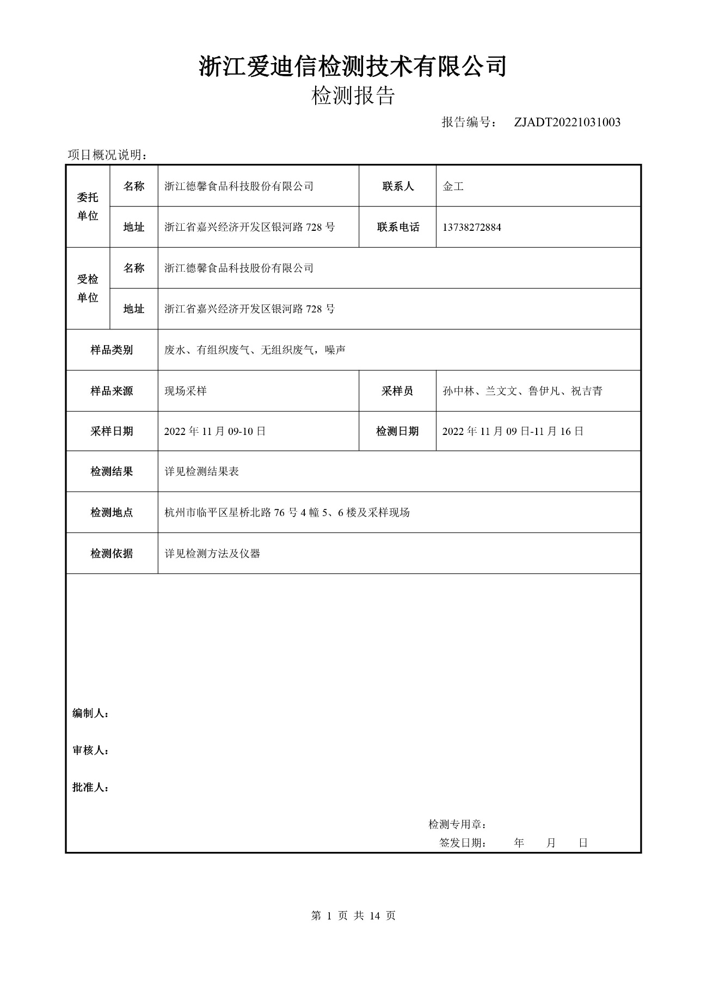 浙江爱迪信检测技术有限公司
检测报告
报告编号： ZJADT20221031003
项目概况说明：
委托单位 名称 浙江德馨食品科技股份有限公司 联系人 金工
地址 浙江省嘉兴经济开发区银河路 728 号 联系电话 13738272884
受检单位 名称 浙江德馨食品科技股份有限公司
地址 浙江省嘉兴经济开发区银河路 728 号
样品类别 废水、有组织废气、无组织废气，噪声
样品来源 现场采样 采样员 孙中林、兰文文、鲁伊凡、祝吉青
采样日期 2022 年 11 月 09-10 日 检测日期 2022 年 11 月 09 日-11 月 16 日
检测结果 详见检测结果表
检测地点 杭州市临平区星桥北路 76 号 4 幢 5、6 楼及采样现场
检测依据 详见检测方法及仪器
编制人：
审核人：
批准人：
检测专用章：
签发日期： 年 月 日
第 1 页 共 14 页